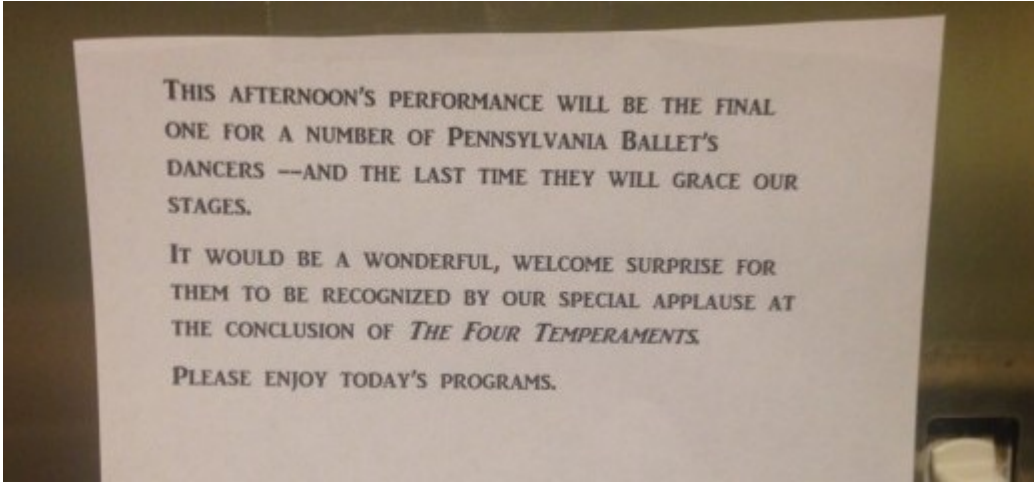 THIS AFTERNOON'S PERFORMANCE WILL BE THE FINAL
ONE FOR A NUMBER OF PENNSYLVANIA BALLET'S
DANCERS --AND THE LAST TIME THEY WILL GRACE OUR
STAGES.
IT WOULD BE A WONDERFUL, WELCOME SURPRISE FOR
THEM TO BE RECOGNIZED BY OUR SPECIAL APPLAUSE AT
THE CONCLUSION OF THE FOUR TEMPERAMENTS.
PLEASE ENJOY TODAY'S PROGRAMS.